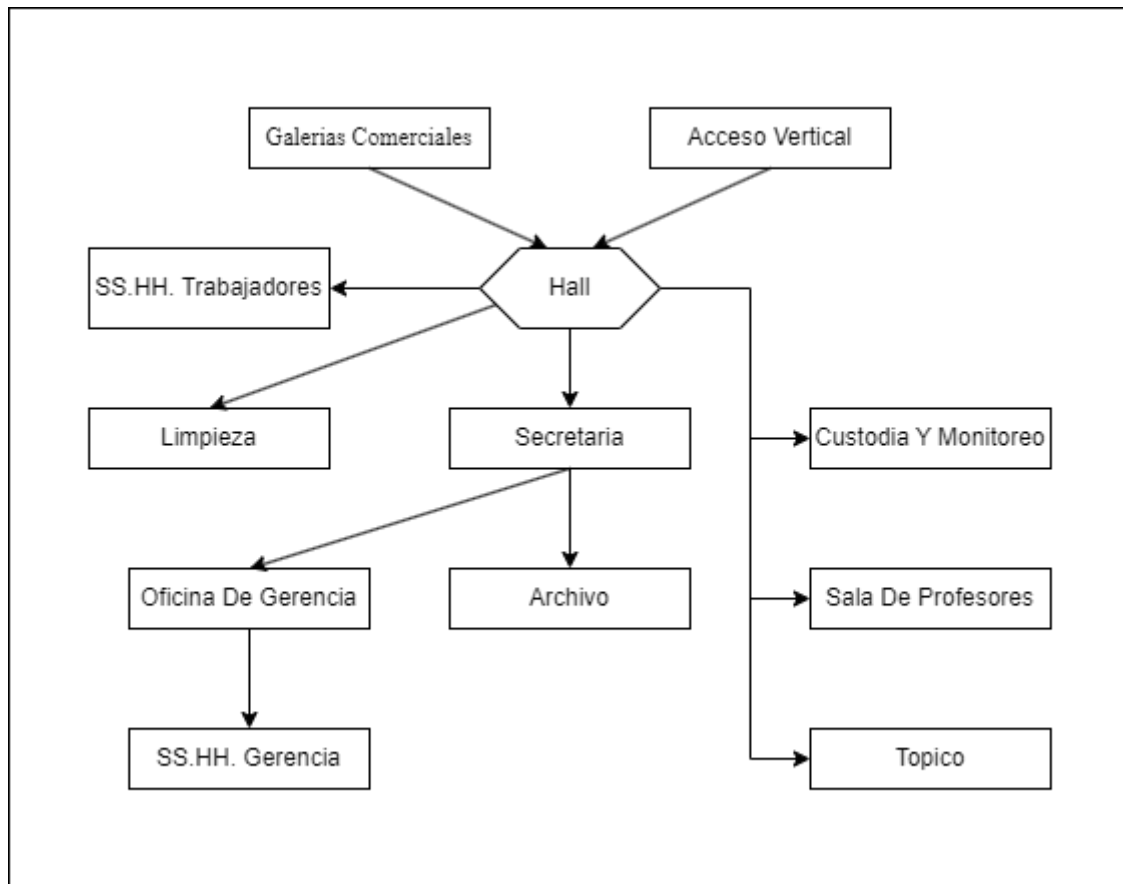 Galerias Comerciales
Acceso Vertical
SS.HH. Trabajadores
Hall
Limpieza
Secretaria
Custodia Y Monitoreo
Oficina De Gerencia
Archivo
Sala De Profesores
SS.HH. Gerencia
Topico